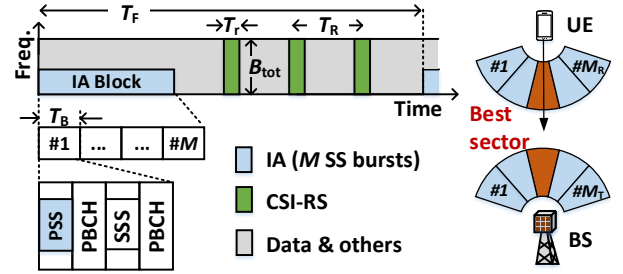 T_F
T_r
T_R
UE
Freq.
B_tot
#1
#M_R
IA Block
Time
Best
sector
T_B
#1 ... ... #M
IA (M SS bursts)
#1
#M_T
PSS
PBCH
SSS
PBCH
CSI-RS
Data & others
BS